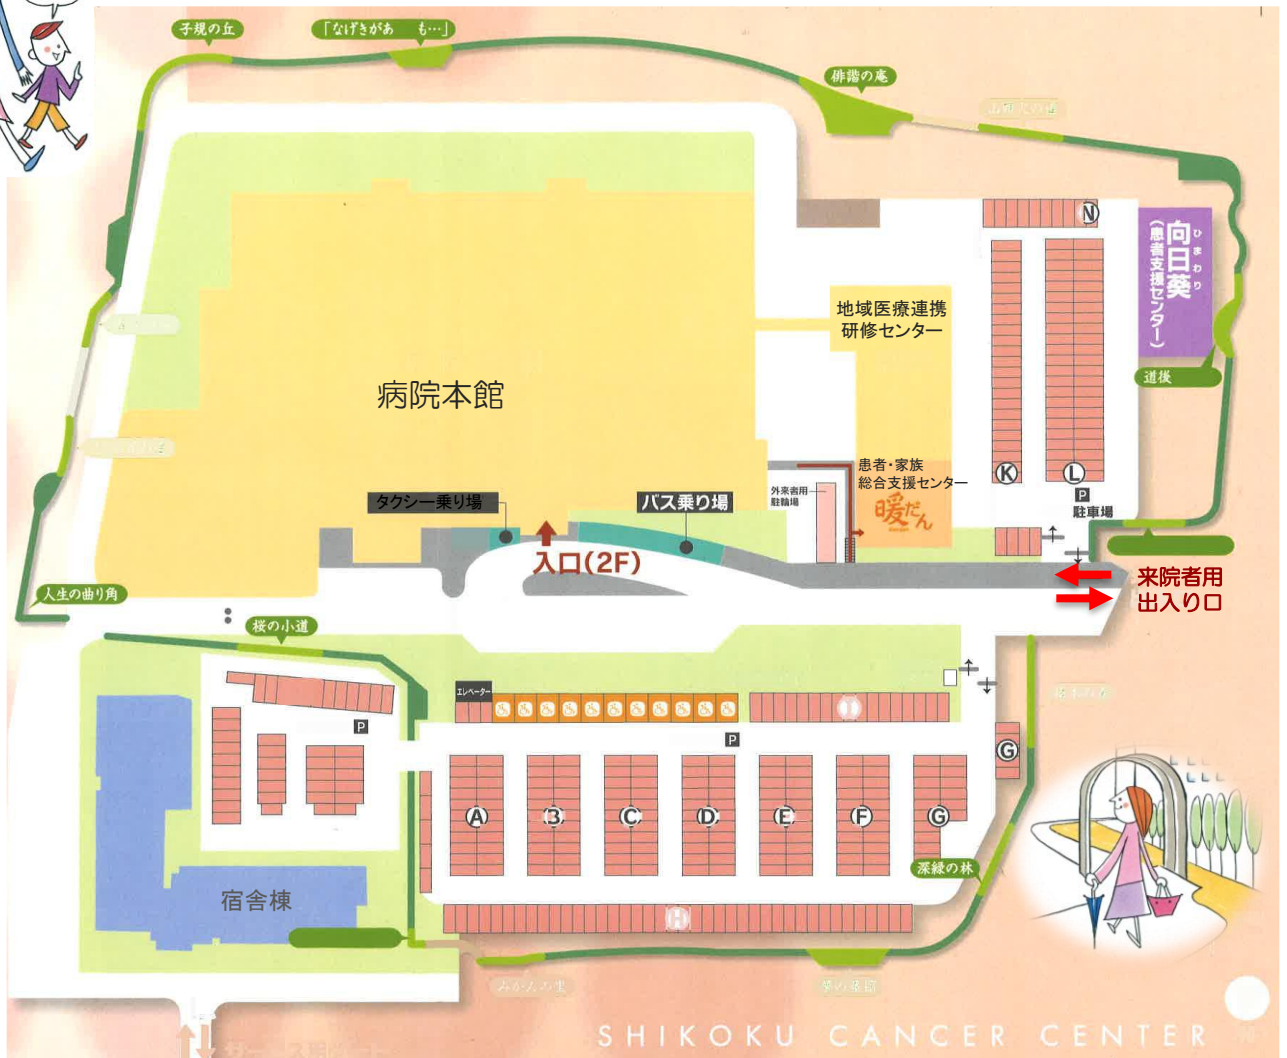 子規の丘
「なげきがあ も…」
俳諧の庵
N
向日葵
ひまわり
(患者支援センター)
地域医療連携
研修センター
道後
病院本館
患者・家族
総合支援センター
暖だん
K
L
P
駐車場
外来者用
駐輪場
タクシー乗り場
バス乗り場
入口(2F)
来院者用
出入り口
人生の曲り角
桜の小道
エレベーター
P
P
I
G
A
B
C
D
E
F
G
深緑の林
宿舎棟
H
みかんの里
SHIKOKU CANCER CENTER